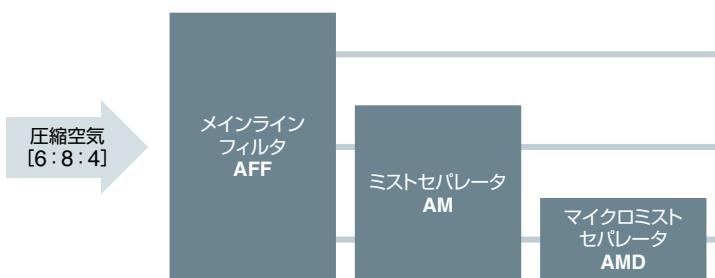 圧縮空気
[6：8：4]
メインライン
フィルタ
AFF
ミストセパレータ
AM
マイクロミスト
セパレータ
AMD